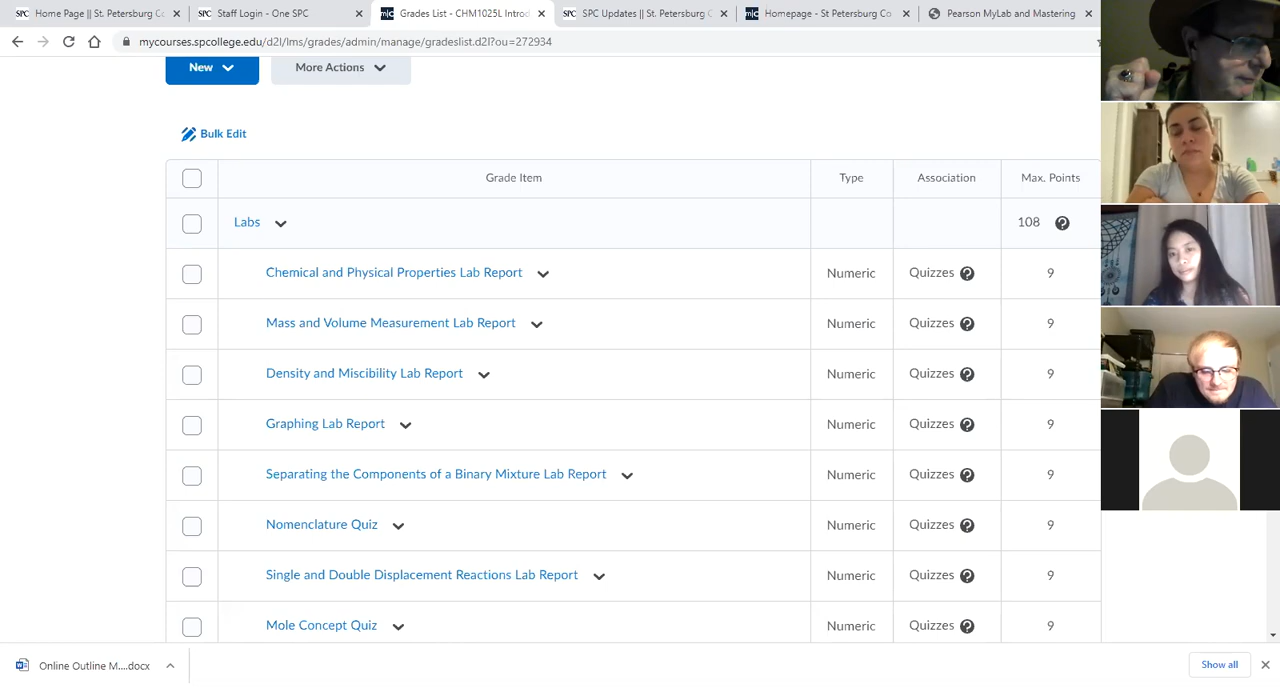 SPC Home Page || St. Petersburg Co
SPC Staff Login - One SPC
m|c Grades List - CHM1025L Introd
SPC SPC Updates || St. Petersburg C
m|c Homepage - St Petersburg Co
Pearson MyLab and Mastering
mycourses.spcollege.edu/d2l/lms/grades/admin/manage/gradeslist.d2l?ou=272934
New
More Actions
Bulk Edit
Grade Item Type Association Max. Points
Labs 108
Chemical and Physical Properties Lab Report Numeric Quizzes 9
Mass and Volume Measurement Lab Report Numeric Quizzes 9
Density and Miscibility Lab Report Numeric Quizzes 9
Graphing Lab Report Numeric Quizzes 9
Separating the Components of a Binary Mixture Lab Report Numeric Quizzes 9
Nomenclature Quiz Numeric Quizzes 9
Single and Double Displacement Reactions Lab Report Numeric Quizzes 9
Mole Concept Quiz Numeric Quizzes 9
Online Outline M....docx
Show all